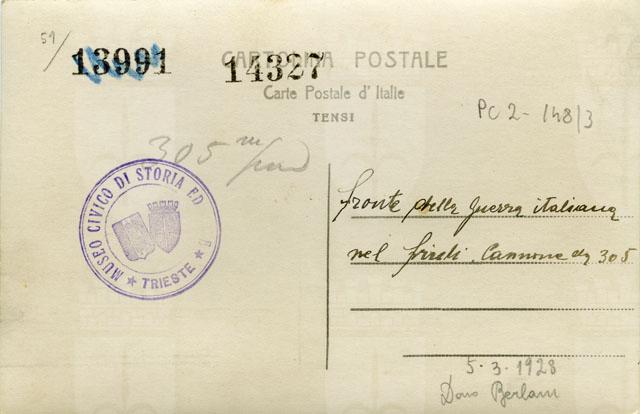 59/
13991 14327
CARTOLINA POSTALE
Carte Postale d' Italie
TENSI
PC 2 - 148/3
305 m/m
MUSEO CIVICO DI STORIA ED
★ TRIESTE ★
fronte della guerra italiana
nel friuli. Cannone da 305
5-3-1928
Dono Berlam